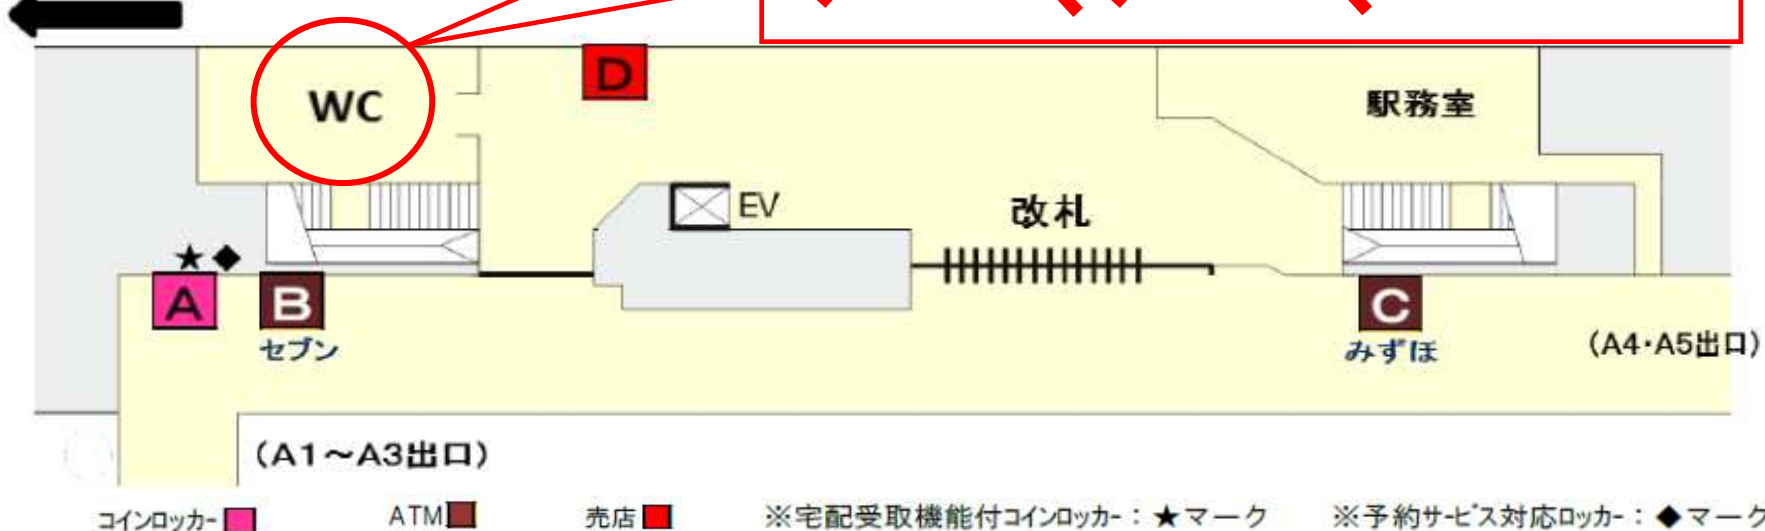 WC
D
駅務室
EV
改札
★◆
A
B
セブン
C
みずほ
(A4・A5出口)
(A1～A3出口)
コインロッカー
ATM
売店
※宅配受取機能付コインロッカー：★マーク
※予約サービス対応ロッカー：◆マーク